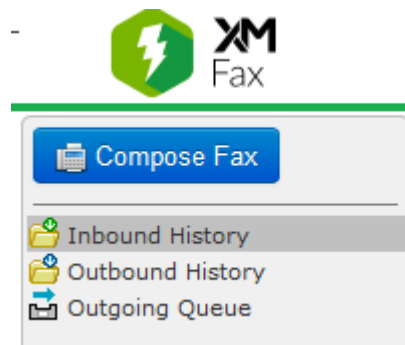 XM
Fax
Compose Fax
Inbound History
Outbound History
Outgoing Queue